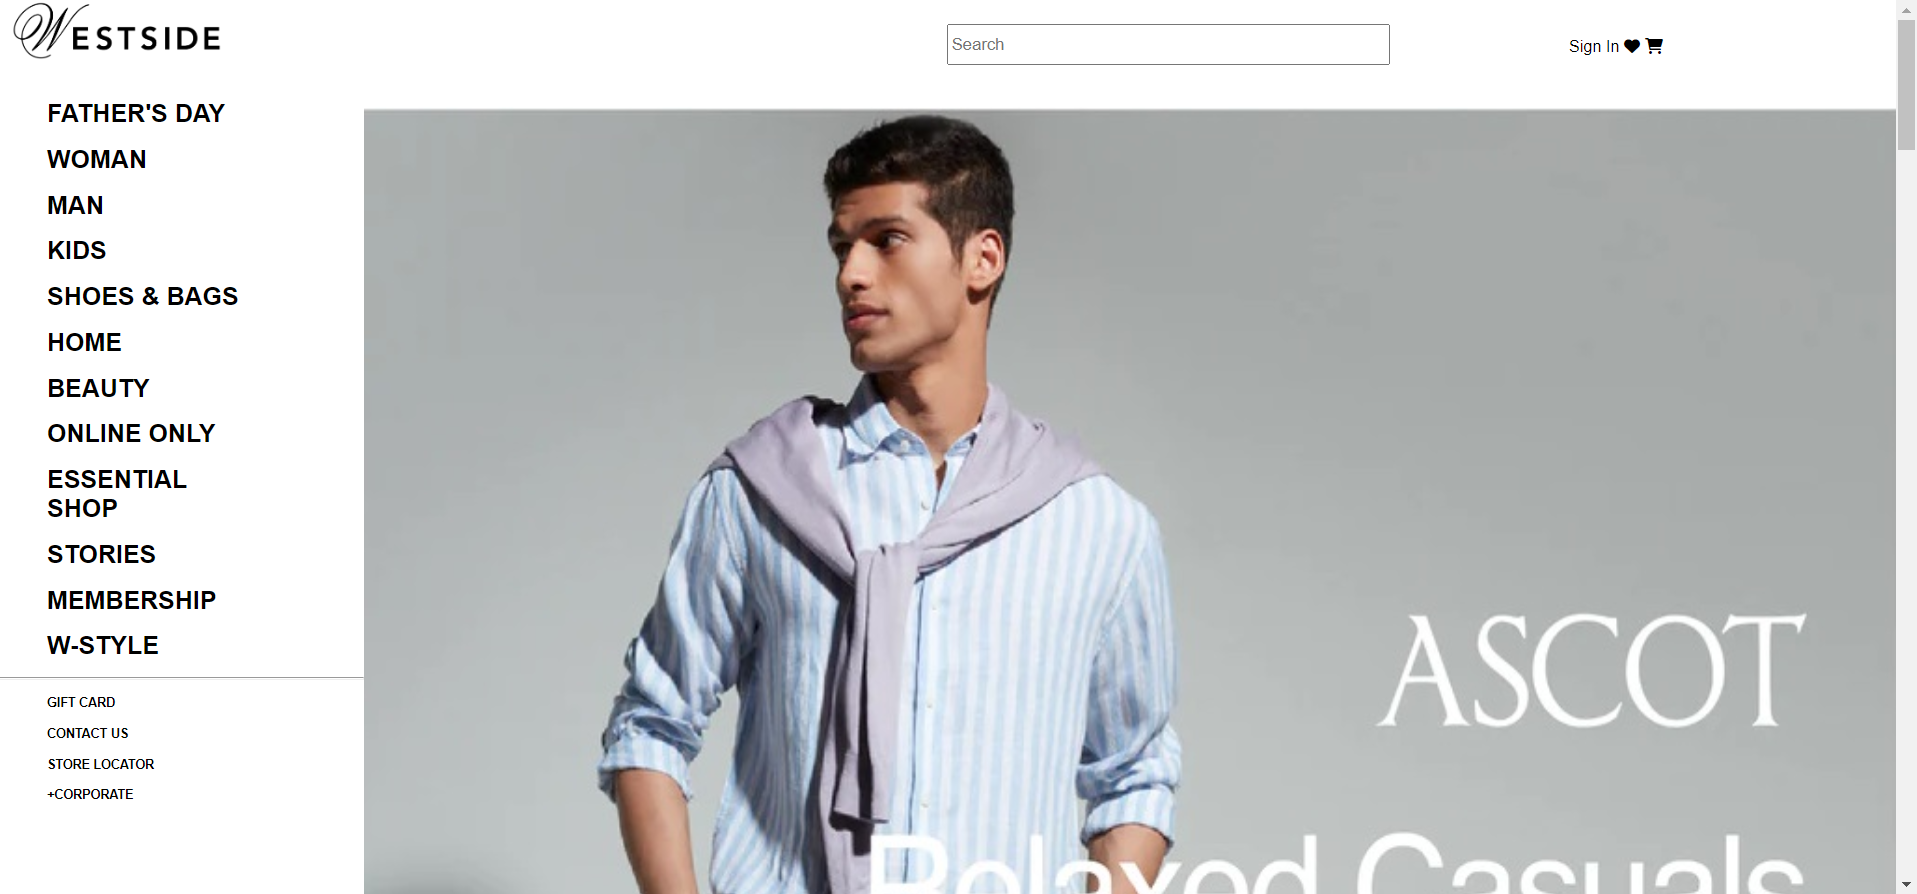 WESTSIDE
Search
Sign In
FATHER'S DAY
WOMAN
MAN
KIDS
SHOES & BAGS
HOME
BEAUTY
ONLINE ONLY
ESSENTIAL
SHOP
STORIES
MEMBERSHIP
W-STYLE
GIFT CARD
CONTACT US
STORE LOCATOR
+CORPORATE
ASCOT
Relaxed Casuals